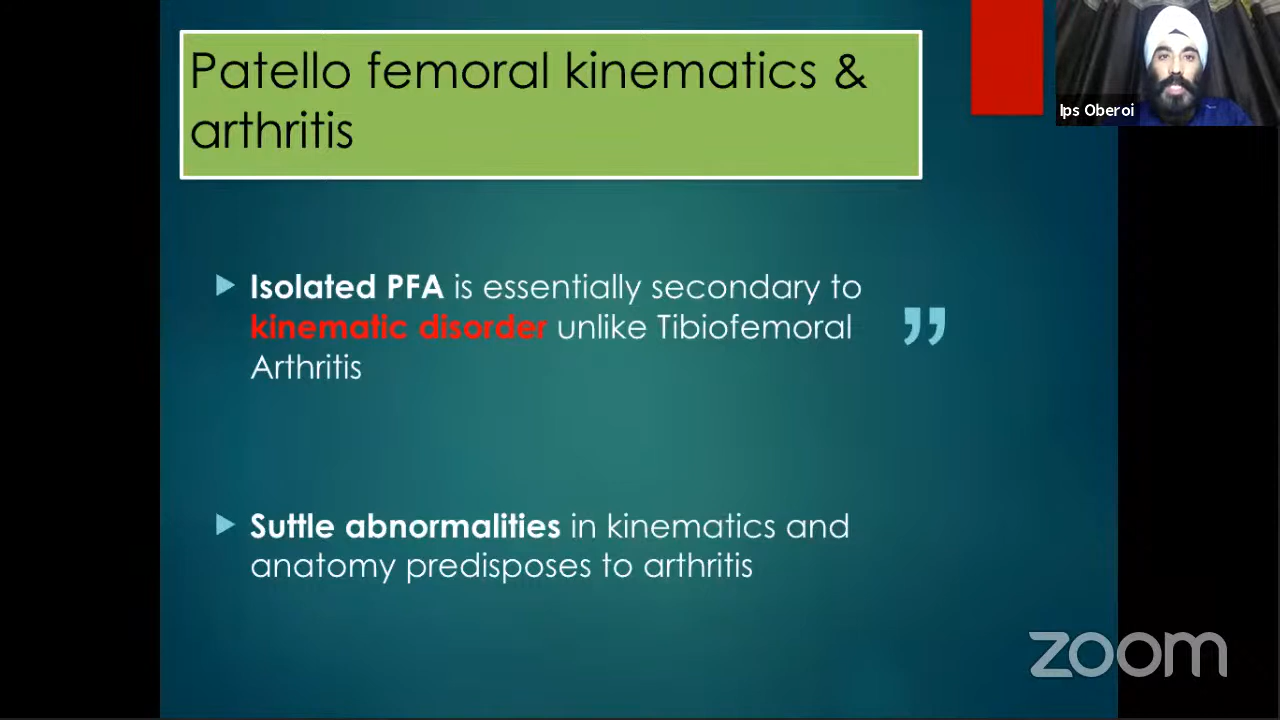 Patello femoral kinematics &
arthritis
Ips Oberoi
Isolated PFA is essentially secondary to
kinematic disorder unlike Tibiofemoral
Arthritis
”
Suttle abnormalities in kinematics and
anatomy predisposes to arthritis
zoom